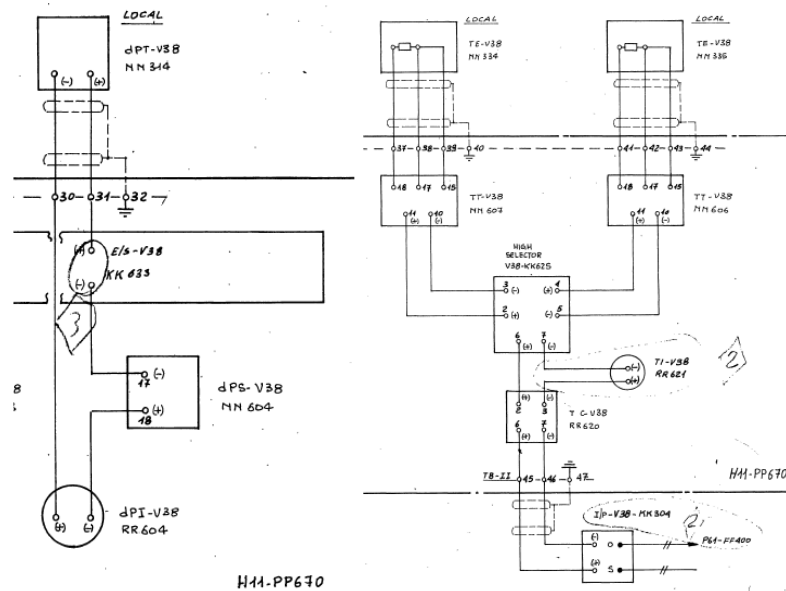 LOCAL
dPT-V38
NN 314
(-)
(+)
30
31
32
(+)
E/S-V38
KK 633
(-)
3
17
(-)
dPS-V38
NN 604
(+)
18
dPI-V38
RR 604
(+)
(-)
H11-PP670
LOCAL
TE-V38
NN 334
LOCAL
TE-V38
NN 335
37
38
39
40
41
42
43
44
18
17
15
TT-V38
NN 607
11
10
(+)
(-)
18
17
15
TT-V38
NN 606
11
10
(+)
(-)
HIGH
SELECTOR
V38-KK625
3
(-)
4
(+)
2
(+)
(-)
5
6
7
(+)
(-)
(-)
(+)
TI-V38
RR 621
2
(+)
(-)
2
3
T C-V38
RR 620
6
7
(+)
(-)
TB-II
45
46
47
H11-PP670
I/P-V38-KK304
2
(-)
O
P61-FF400
(+)
S